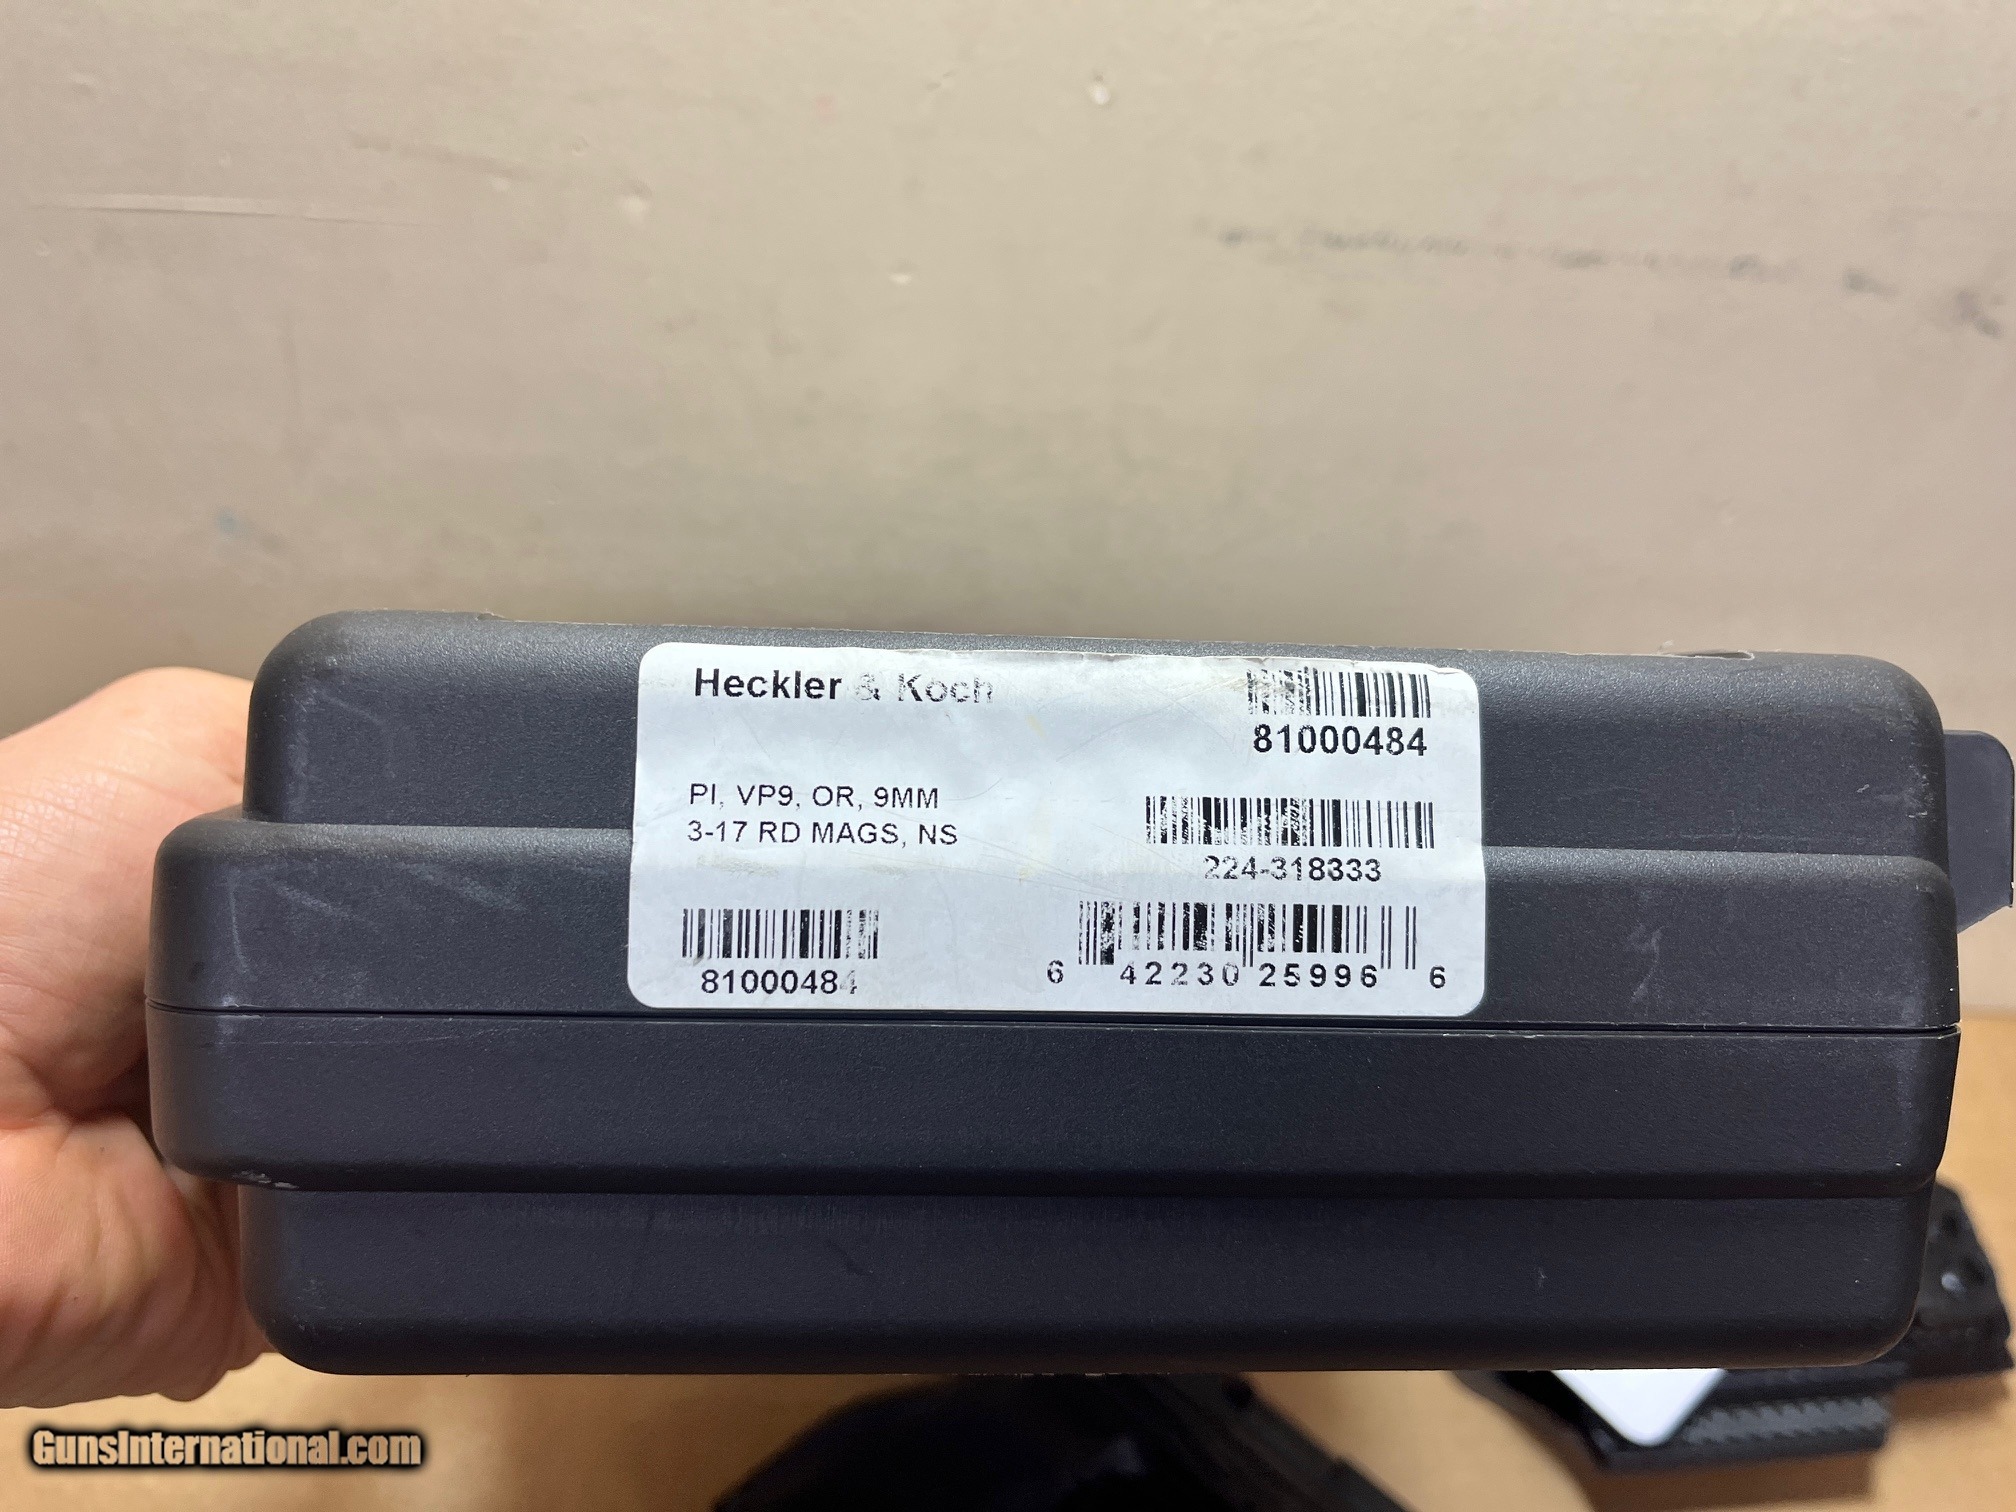 Heckler & Koch
81000484
PI, VP9, OR, 9MM
3-17 RD MAGS, NS
224-318333
81000484
6 42230 25996 6
GunsInternational.com